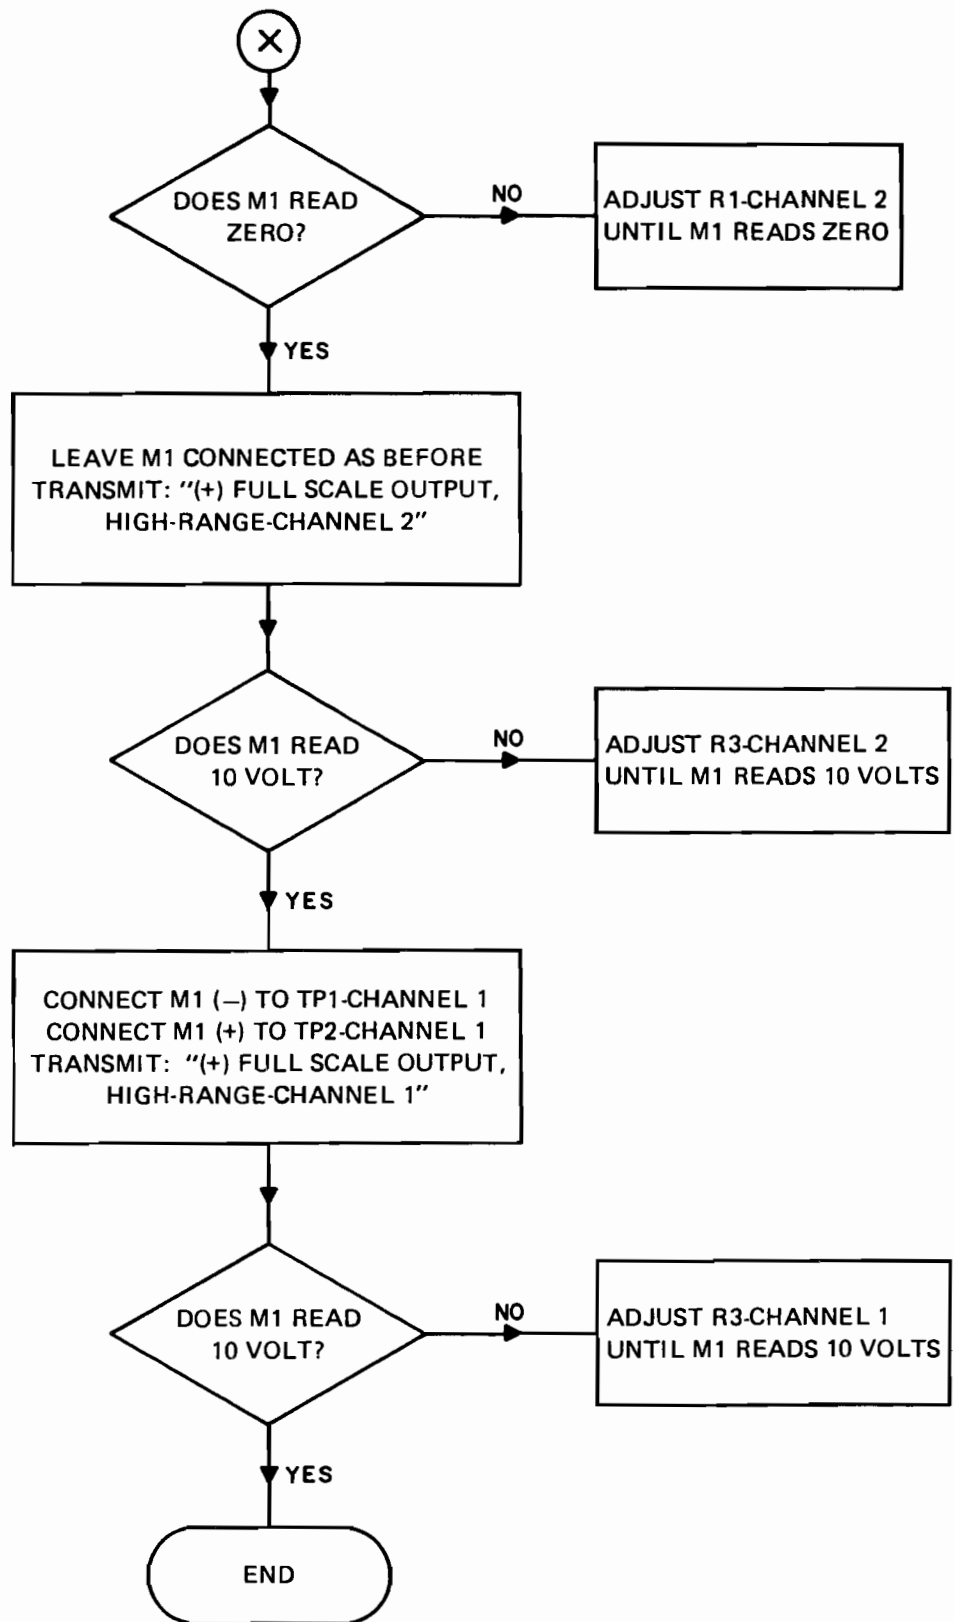 X
DOES M1 READ
ZERO?
NO
ADJUST R1-CHANNEL 2
UNTIL M1 READS ZERO
YES
LEAVE M1 CONNECTED AS BEFORE
TRANSMIT: "(+) FULL SCALE OUTPUT,
HIGH-RANGE-CHANNEL 2"
DOES M1 READ
10 VOLT?
NO
ADJUST R3-CHANNEL 2
UNTIL M1 READS 10 VOLTS
YES
CONNECT M1 (–) TO TP1-CHANNEL 1
CONNECT M1 (+) TO TP2-CHANNEL 1
TRANSMIT: "(+) FULL SCALE OUTPUT,
HIGH-RANGE-CHANNEL 1"
DOES M1 READ
10 VOLT?
NO
ADJUST R3-CHANNEL 1
UNTIL M1 READS 10 VOLTS
YES
END